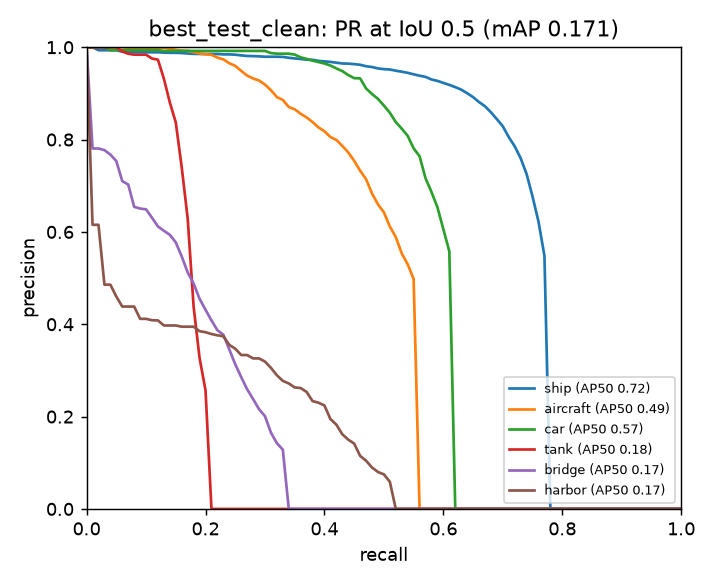 best_test_clean: PR at IoU 0.5 (mAP 0.171)
1.0
0.8
0.6
0.4
0.2
0.0
precision
ship (AP50 0.72)
aircraft (AP50 0.49)
car (AP50 0.57)
tank (AP50 0.18)
bridge (AP50 0.17)
harbor (AP50 0.17)
0.0 0.2 0.4 0.6 0.8 1.0
recall